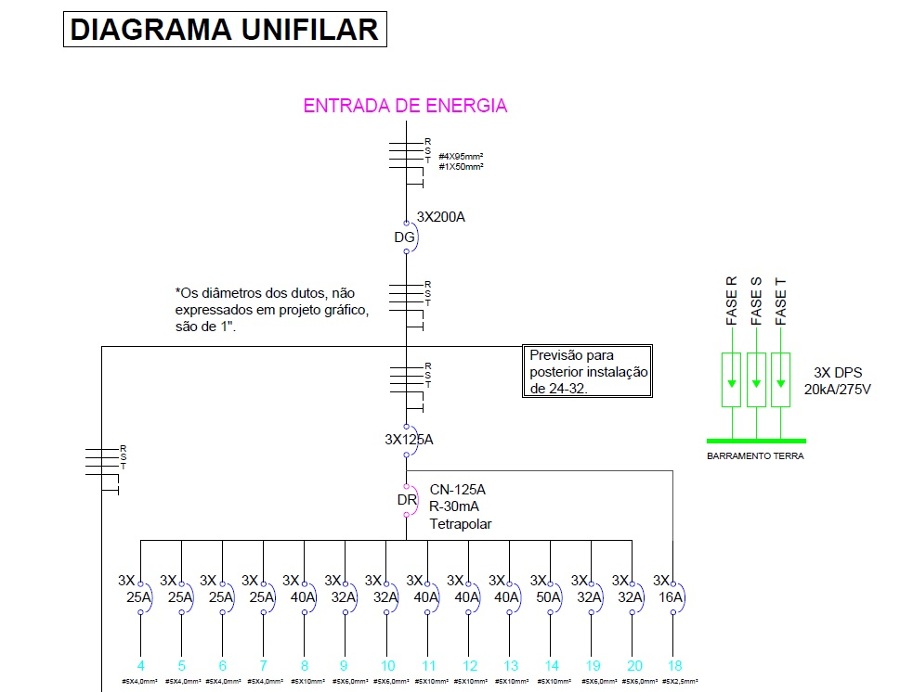 DIAGRAMA UNIFILAR
ENTRADA DE ENERGIA
R
S
T
#4X95mm²
#1X50mm²
3X200A
DG
*Os diâmetros dos dutos, não
expressados em projeto gráfico,
são de 1".
R
S
T
FASE R
FASE S
FASE T
Previsão para
posterior instalação
de 24-32.
R
S
T
3X DPS
20kA/275V
3X125A
BARRAMENTO TERRA
R
S
T
DR
CN-125A
R-30mA
Tetrapolar
3X 3X 3X 3X 3X 3X 3X 3X 3X 3X 3X 3X 3X 3X
25A 25A 25A 25A 40A 32A 32A 40A 40A 40A 50A 32A 32A 16A
4 5 6 7 8 9 10 11 12 13 14 19 20 18
#5X4,0mm² #5X4,0mm² #5X4,0mm² #5X4,0mm² #5X10mm² #5X6,0mm² #5X6,0mm² #5X10mm² #5X10mm² #5X10mm² #5X10mm² #5X6,0mm² #5X6,0mm² #5X2,5mm²